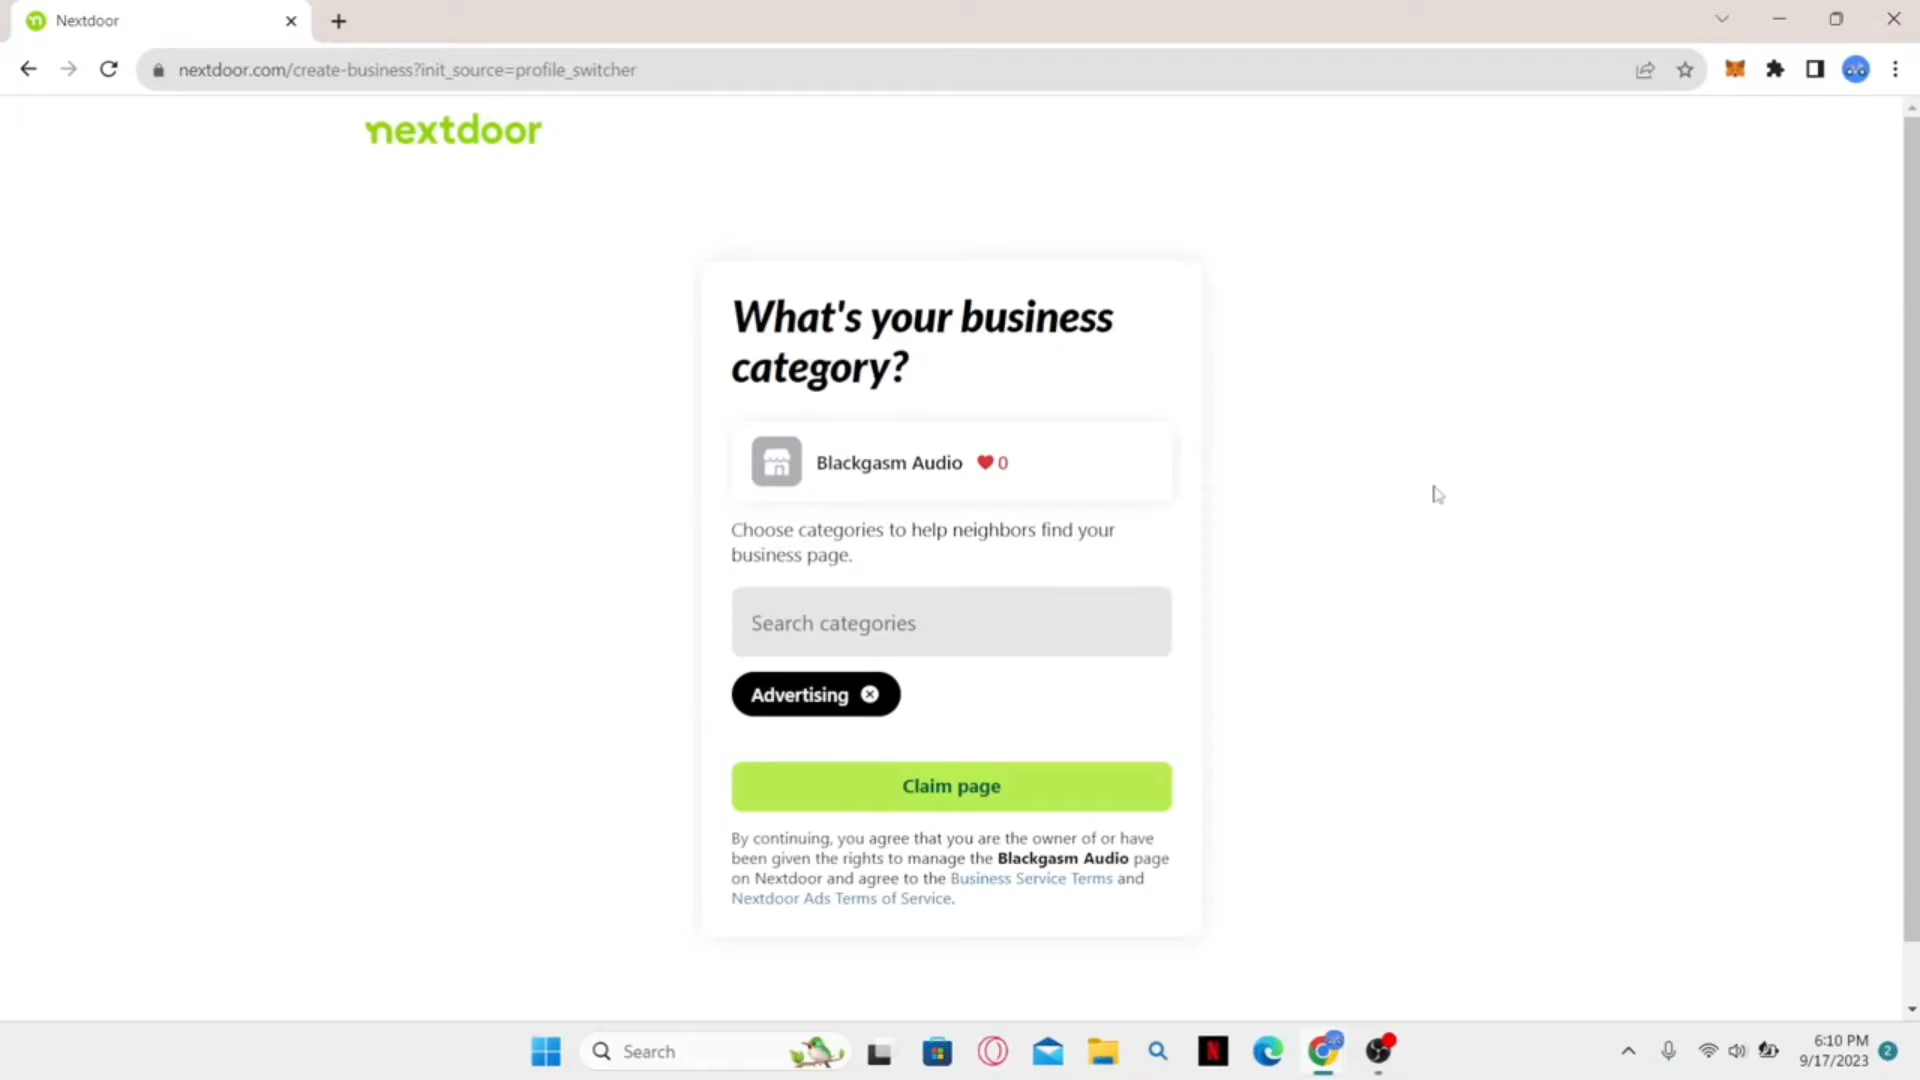 Nextdoor
nextdoor.com/create-business?init_source=profile_switcher
nextdoor
What's your business
category?
Blackgasm Audio 0
Choose categories to help neighbors find your
business page.
Search categories
Advertising
Claim page
By continuing, you agree that you are the owner of or have
been given the rights to manage the Blackgasm Audio page
on Nextdoor and agree to the Business Service Terms and
Nextdoor Ads Terms of Service.
Search
N
6:10 PM
9/17/2023
2